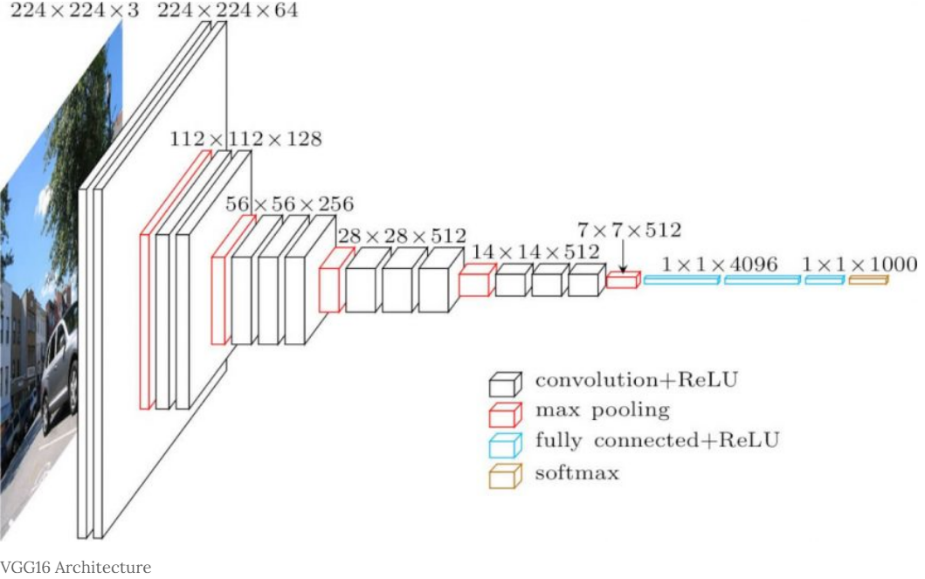 224×224×3
224×224×64
112×112×128
56×56×256
28×28×512
14×14×512
7×7×512
1×1×4096
1×1×1000
convolution+ReLU
max pooling
fully connected+ReLU
softmax
VGG16 Architecture